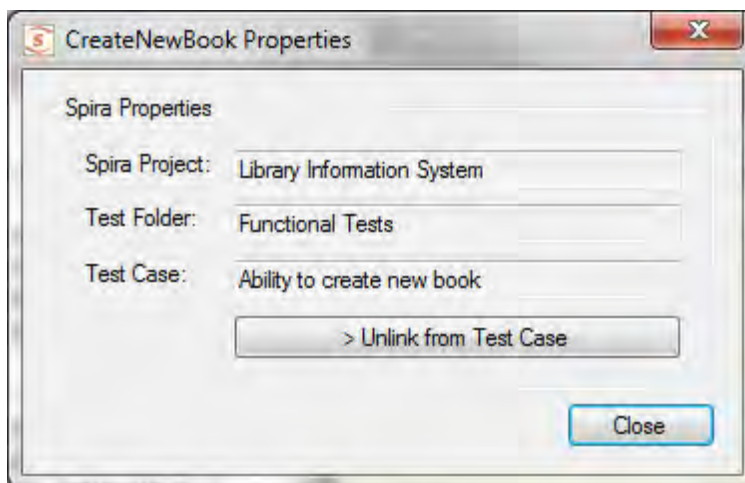 CreateNewBook Properties
Spira Properties
Spira Project: Library Information System
Test Folder: Functional Tests
Test Case: Ability to create new book
> Unlink from Test Case
Close